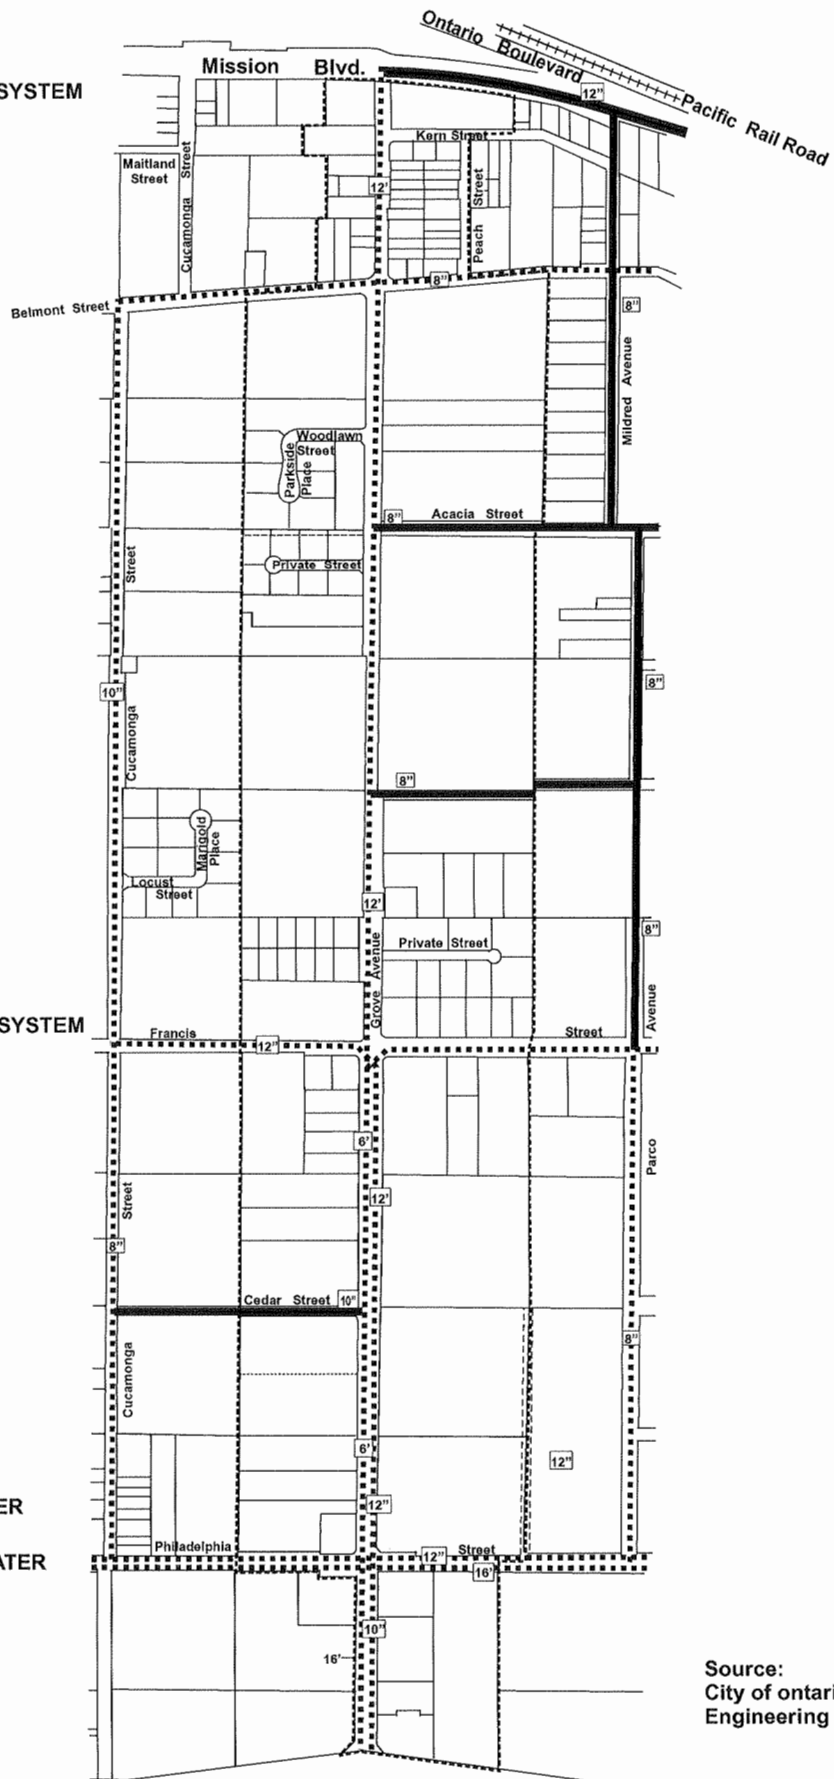 Ontario Boulevard
Pacific Rail Road
Mission Blvd.
SYSTEM
12"
Kern Street
Maitland
Street
Cucamonga Street
12'
Peach Street
8"
Belmont Street
8"
Mildred Avenue
Woodlawn
Street
Parkside
Place
8"
Acacia Street
Street
Private Street
10"
8"
Cucamonga
8"
Marigold
Place
Locust
Street
12'
8"
Private Street
Grove Avenue
Avenue
SYSTEM
Francis
Street
12"
6'
Parco
12'
Street
8"
Cedar Street
10"
8"
Cucamonga
6'
12"
12"
ER
Philadelphia
Street
12"
ATER
16'
10"
16'
Source:
City of ontari
Engineering